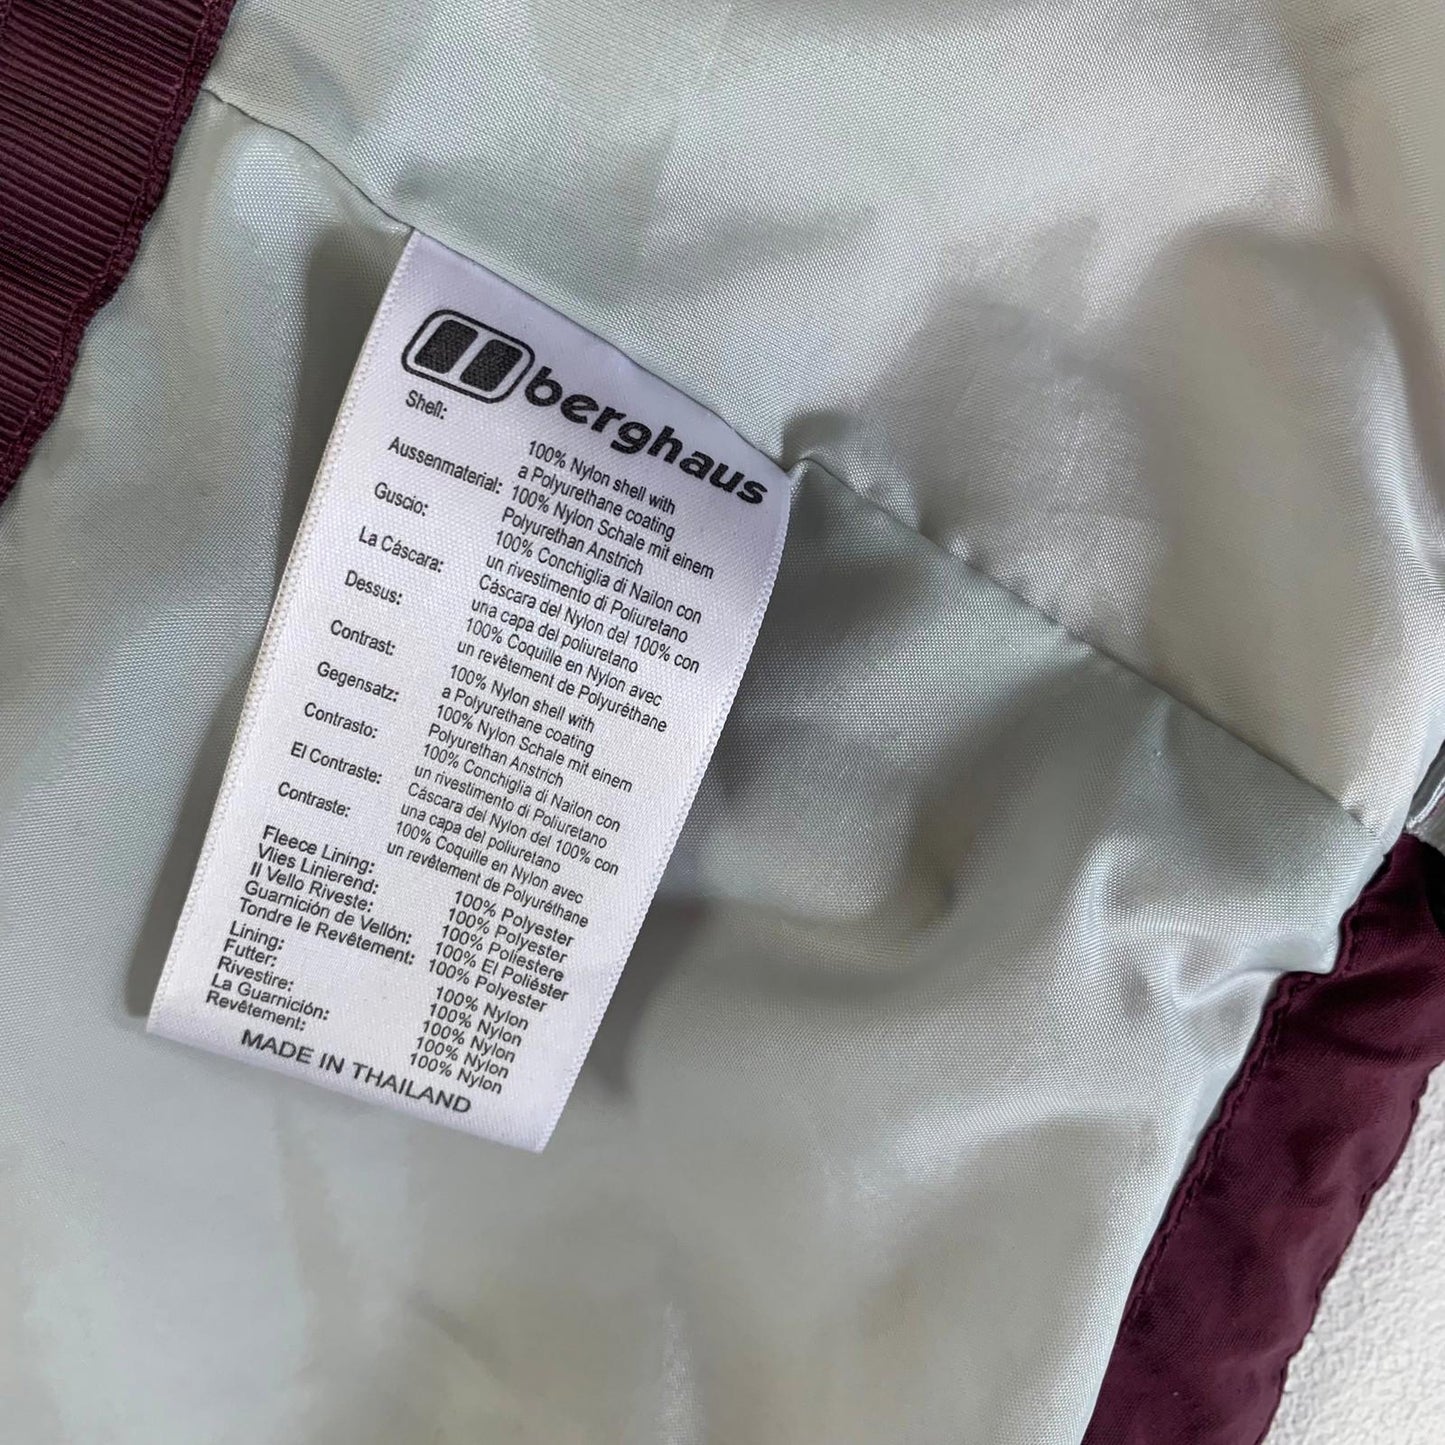 berghaus
Shell: 100% Nylon shell with
a Polyurethane coating
Aussenmaterial: 100% Nylon Schale mit einem
Polyurethan Anstrich
Guscio: 100% Conchiglia di Nailon con
un rivestimento di Poliuretano
La Cáscara: Cáscara del Nylon del 100% con
una capa del poliuretano
Dessus: 100% Coquille en Nylon avec
un revêtement de Polyuréthane
Contrast: 100% Nylon shell with
a Polyurethane coating
Gegensatz: 100% Nylon Schale mit einem
Polyurethan Anstrich
Contrasto: 100% Conchiglia di Nailon con
un rivestimento di Poliuretano
El Contraste: Cáscara del Nylon del 100% con
una capa del poliuretano
Contraste: 100% Coquille en Nylon avec
un revêtement de Polyuréthane
Fleece Lining: 100% Polyester
Vlies Linierend: 100% Polyester
Il Vello Riveste: 100% Poliestere
Guarnición de Vellón: 100% El Poliéster
Tondre le Revêtement: 100% Polyester
Lining: 100% Nylon
Futter: 100% Nylon
Rivestire: 100% Nylon
La Guarnición: 100% Nylon
Revêtement: 100% Nylon
MADE IN THAILAND